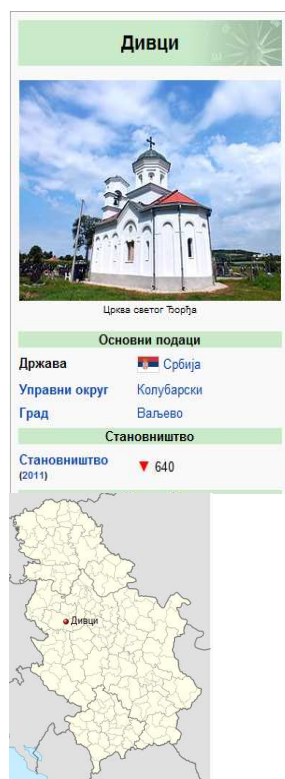 Дивци
Црква светог Ђорђа
Основни подаци
Држава Србија
Управни округ Колубарски
Град Ваљево
Становништво
Становништво
(2011) ▼ 640
Дивци